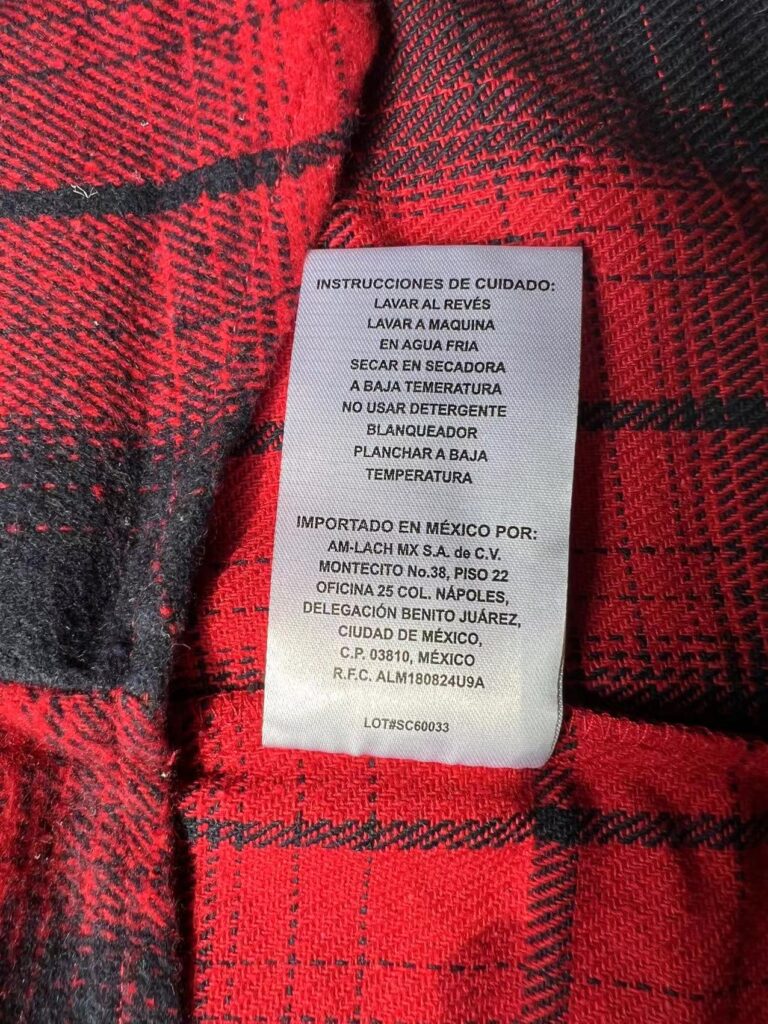 INSTRUCCIONES DE CUIDADO:
LAVAR AL REVÉS
LAVAR A MAQUINA
EN AGUA FRIA
SECAR EN SECADORA
A BAJA TEMERATURA
NO USAR DETERGENTE
BLANQUEADOR
PLANCHAR A BAJA
TEMPERATURA
IMPORTADO EN MÉXICO POR:
AM-LACH MX S.A. de C.V.
MONTECITO No.38, PISO 22
OFICINA 25 COL. NÁPOLES,
DELEGACIÓN BENITO JUÁREZ,
CIUDAD DE MÉXICO,
C.P. 03810, MÉXICO
R.F.C. ALM180824U9A
LOT#SC60033